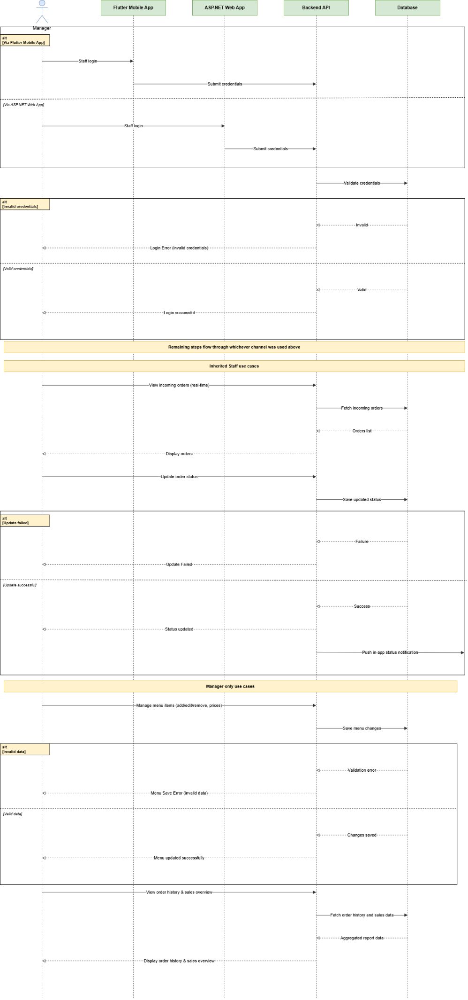 Flutter Mobile App
ASP.NET Web App
Backend API
Database
Manager
alt
[Via Flutter Mobile App]
Staff login
Submit credentials
[Via ASP.NET Web App]
Staff login
Submit credentials
Validate credentials
alt
[Invalid credentials]
Invalid
Login Error (invalid credentials)
[Valid credentials]
Valid
Login successful
Remaining steps flow through whichever channel was used above
Inherited Staff use cases
View incoming orders (real-time)
Fetch incoming orders
Orders list
Display orders
Update order status
Save updated status
alt
[Update failed]
Failure
Update Failed
[Update successful]
Success
Status updated
Push in-app status notification
Manager-only use cases
Manage menu items (add/edit/remove, prices)
Save menu changes
alt
[Invalid data]
Validation error
Menu Save Error (invalid data)
[Valid data]
Changes saved
Menu updated successfully
View order history & sales overview
Fetch order history and sales data
Aggregated report data
Display order history & sales overview